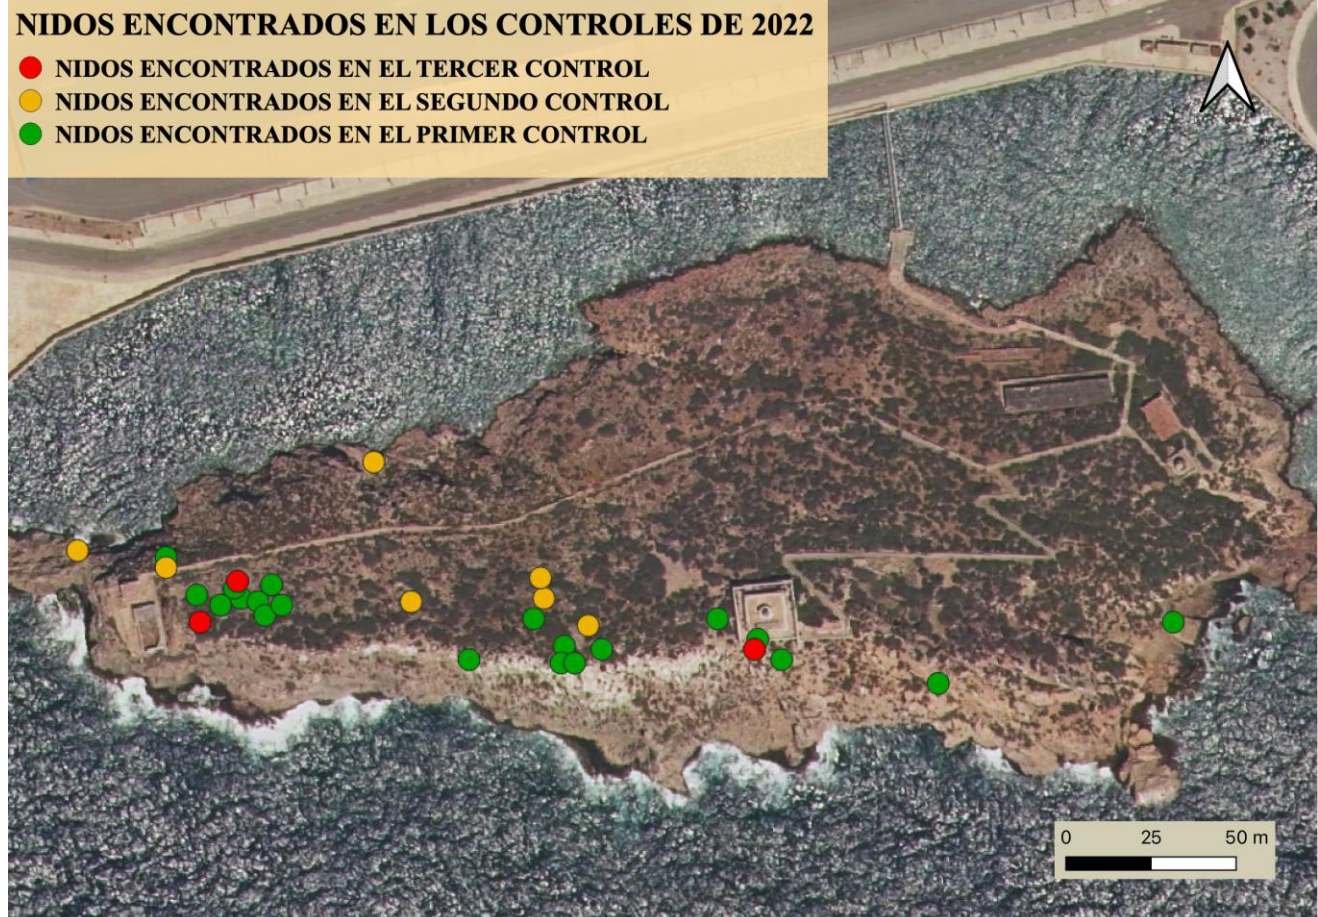 NIDOS ENCONTRADOS EN LOS CONTROLES DE 2022
NIDOS ENCONTRADOS EN EL TERCER CONTROL
NIDOS ENCONTRADOS EN EL SEGUNDO CONTROL
NIDOS ENCONTRADOS EN EL PRIMER CONTROL
0 25 50 m